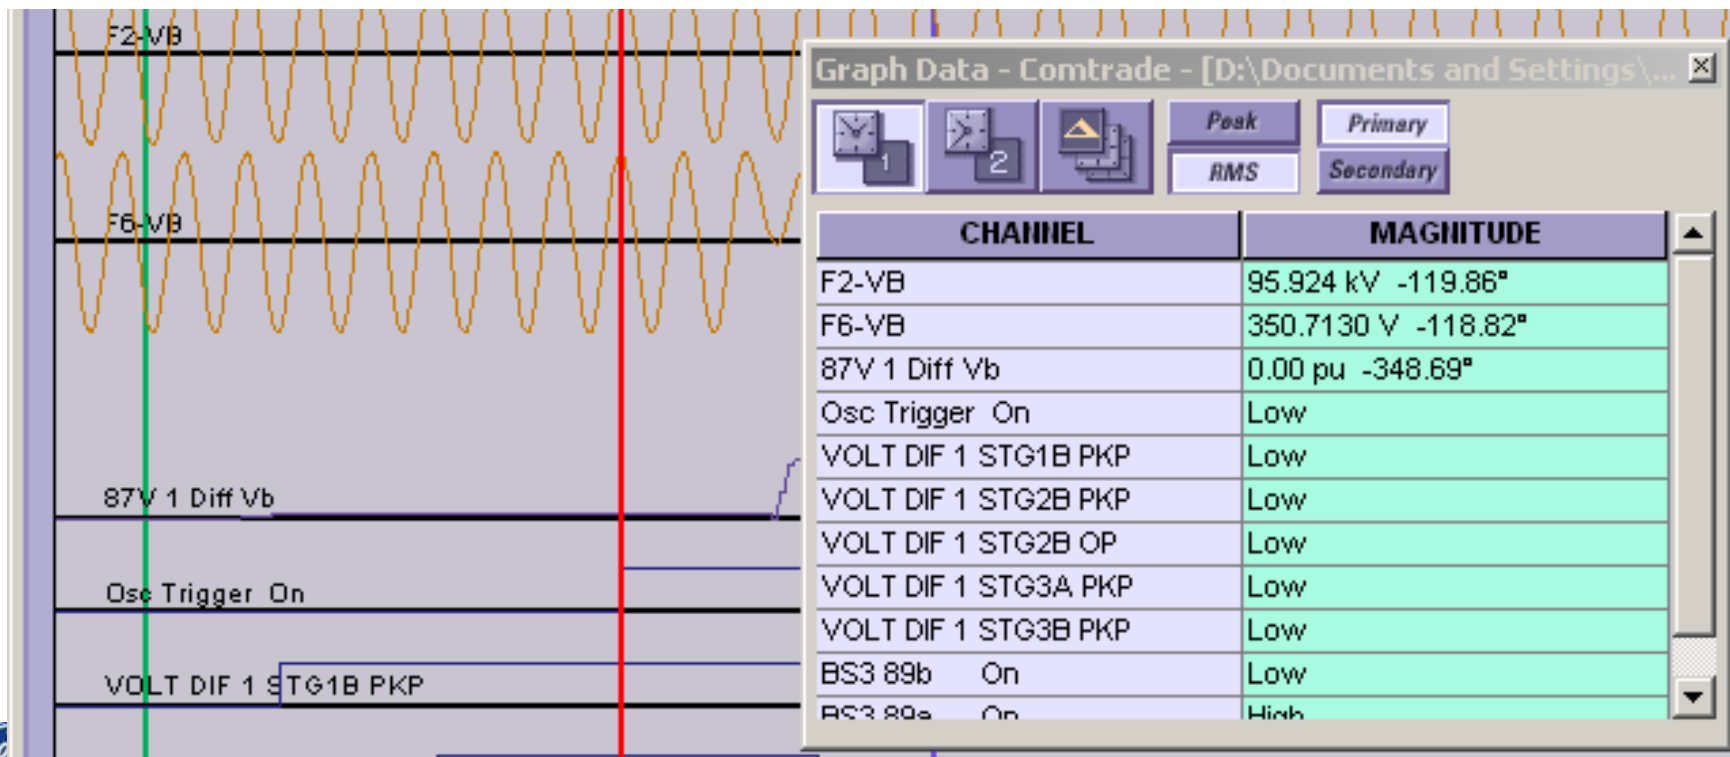 F2-VB
Graph Data - Comtrade - [D:\Documents and Settings\...
1
2
Peak
RMS
Primary
Secondary
F6-VB
CHANNEL MAGNITUDE
F2-VB 95.924 kV -119.86°
F6-VB 350.7130 V -118.82°
87V 1 Diff Vb 0.00 pu -348.69°
Osc Trigger On Low
VOLT DIF 1 STG1B PKP Low
VOLT DIF 1 STG2B PKP Low
VOLT DIF 1 STG2B OP Low
VOLT DIF 1 STG3A PKP Low
VOLT DIF 1 STG3B PKP Low
BS3 89b On Low
BS3 89a On High
87V 1 Diff Vb
Osc Trigger On
VOLT DIF 1 STG1B PKP